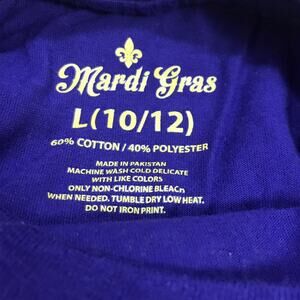 Mardi Gras
L(10/12)
60% COTTON / 40% POLYESTER
MADE IN PAKISTAN
MACHINE WASH COLD DELICATE
WITH LIKE COLORS
ONLY NON-CHLORINE BLEACH
WHEN NEEDED. TUMBLE DRY LOW HEAT.
DO NOT IRON PRINT.